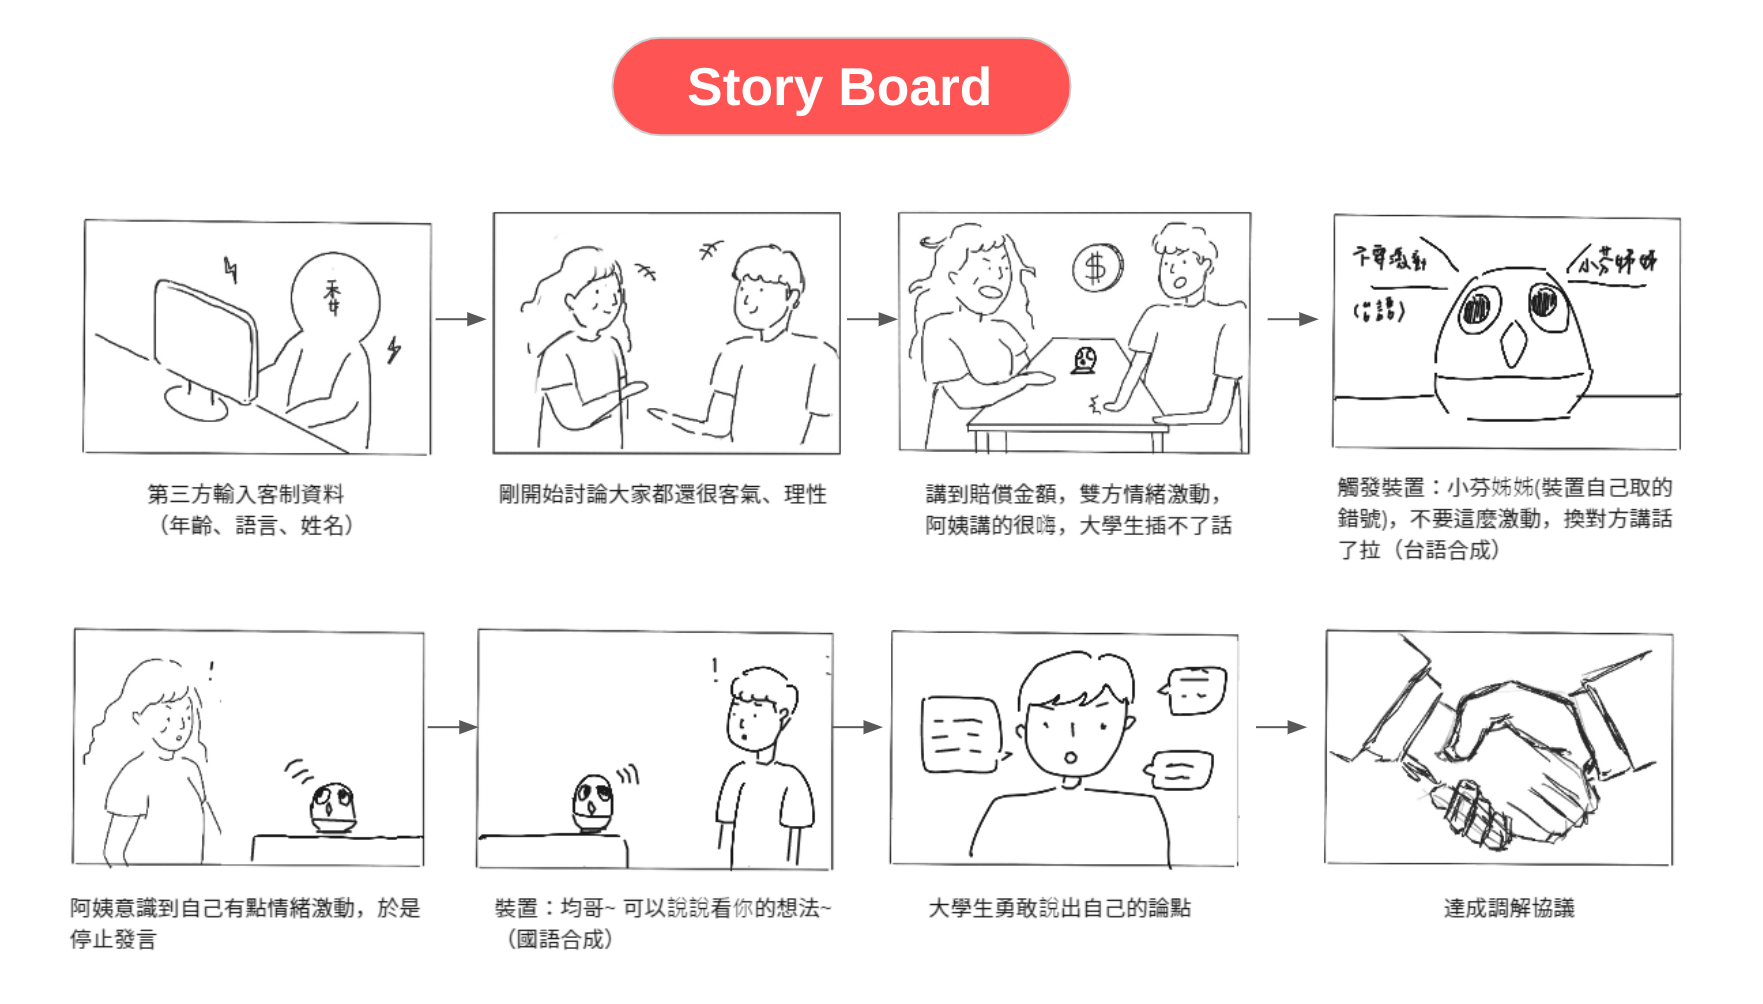 Story Board
$
不要激動
小芬姊姊
(台語)
第三方輸入客制資料
（年齡、語言、姓名）
剛開始討論大家都還很客氣、理性
講到賠償金額，雙方情緒激動，
阿姨講的很嗨，大學生插不了話
觸發裝置：小芬姊姊(裝置自己取的
錯號)，不要這麼激動，換對方講話
了拉（台語合成）
!
!
阿姨意識到自己有點情緒激動，於是
停止發言
裝置：均哥~ 可以說說看你的想法~
（國語合成）
大學生勇敢說出自己的論點
達成調解協議